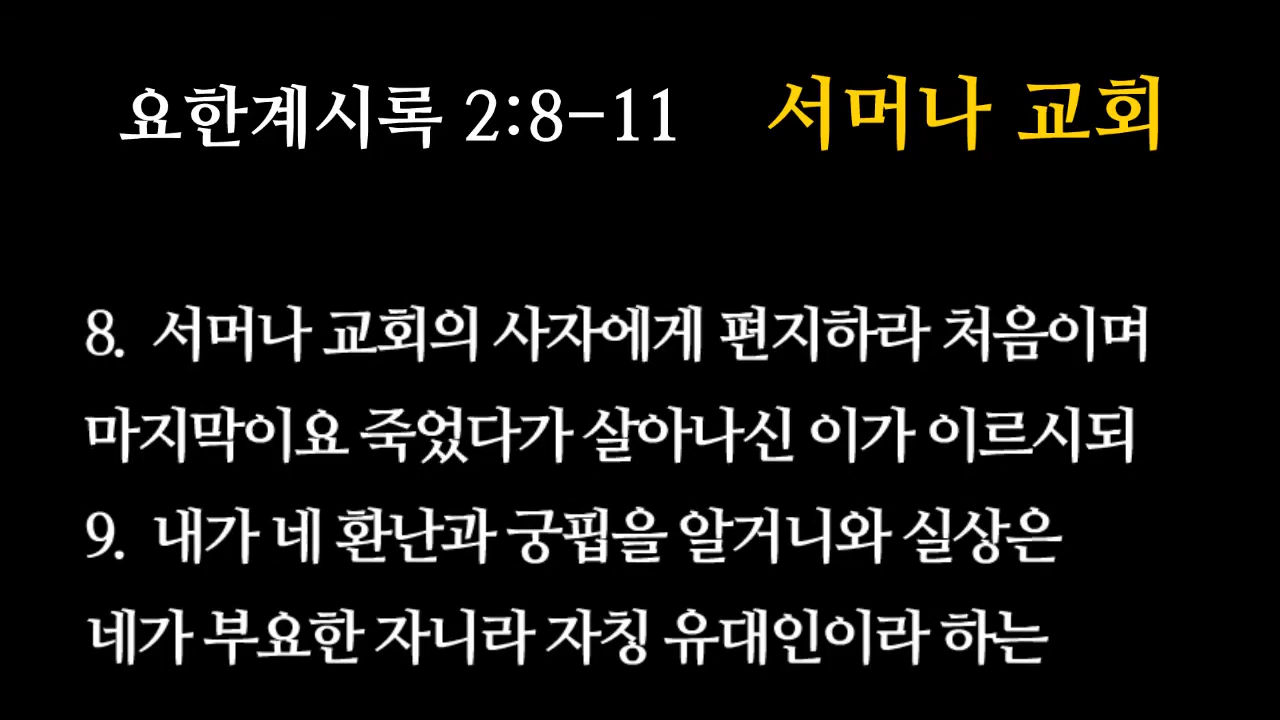 요한계시록 2:8-11 서머나 교회
8. 서머나 교회의 사자에게 편지하라 처음이며
마지막이요 죽었다가 살아나신 이가 이르시되
9. 내가 네 환난과 궁핍을 알거니와 실상은
네가 부요한 자니라 자칭 유대인이라 하는